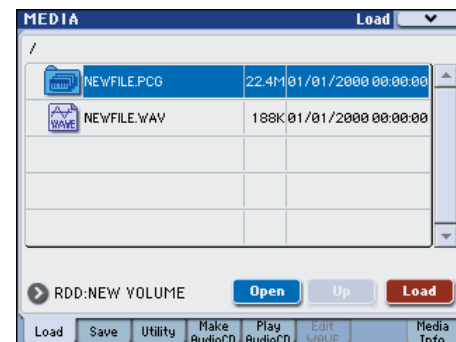 MEDIA Load
/
NEWFILE.PCG 22.4M 01/01/2000 00:00:00
WAVE NEWFILE.WAV 188K 01/01/2000 00:00:00
RDD:NEW VOLUME Open Up Load
Load Save Utility Make AudioCD Play AudioCD Edit WAVE Media Info